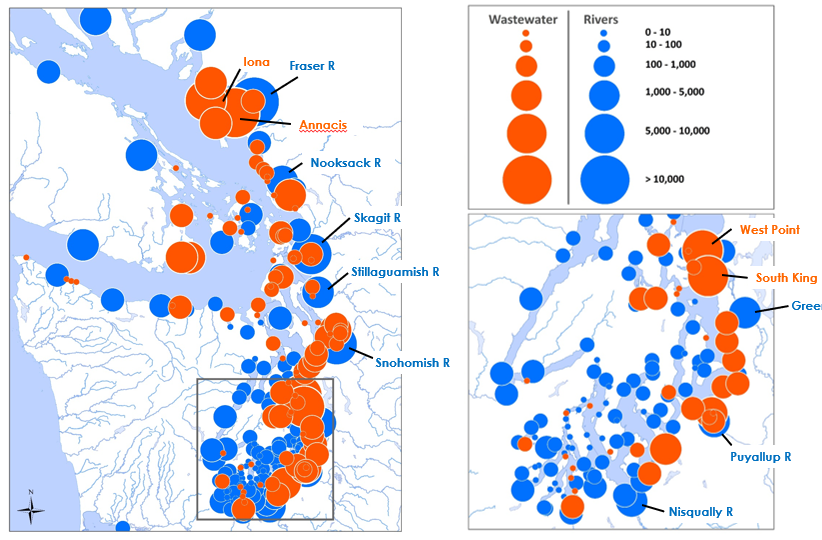 Iona
Fraser R
Annacis
Nooksack R
Skagit R
Stillaguamish R
Snohomish R
N
Wastewater Rivers
0 - 10
10 - 100
100 - 1,000
1,000 - 5,000
5,000 - 10,000
> 10,000
West Point
South King
Greer
Puyallup R
Nisqually R